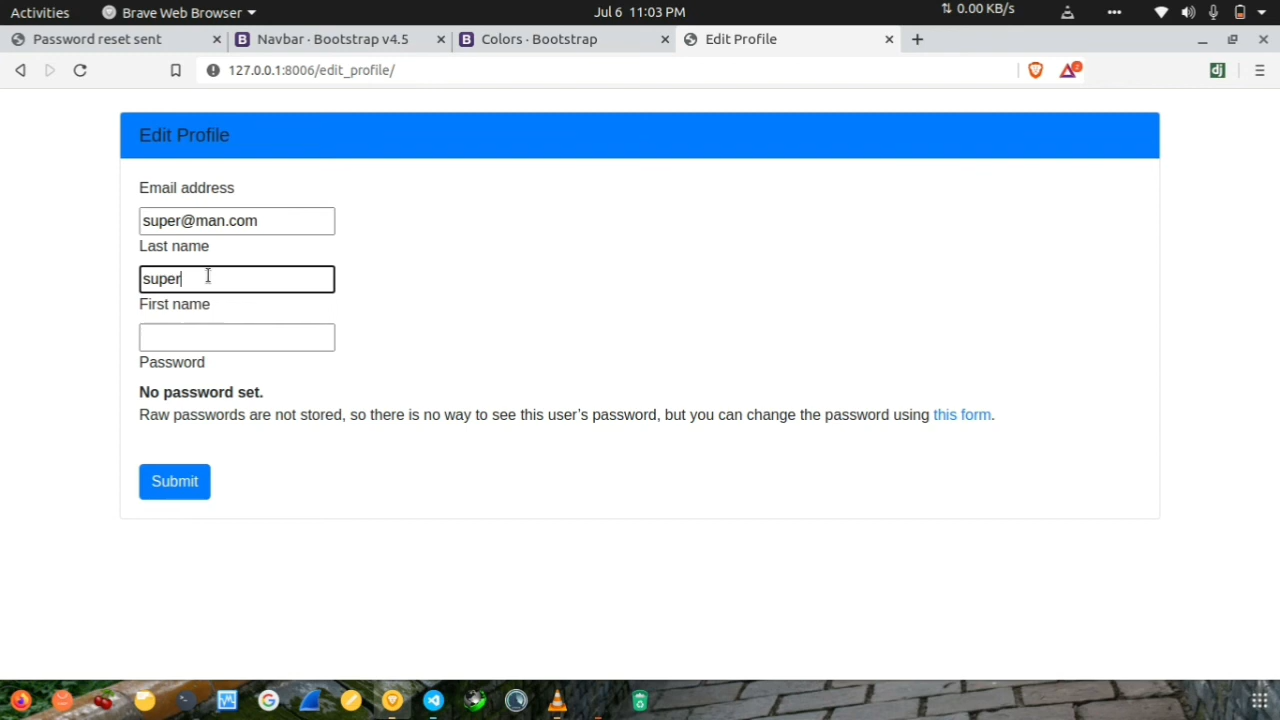 Activities Brave Web Browser Jul 6 11:03 PM 0.00 KB/s
Password reset sent Navbar · Bootstrap v4.5 Colors · Bootstrap Edit Profile
127.0.0.1:8006/edit_profile/ 2 dj
Edit Profile
Email address
super@man.com
Last name
super
First name
Password
No password set.
Raw passwords are not stored, so there is no way to see this user’s password, but you can change the password using this form.
Submit